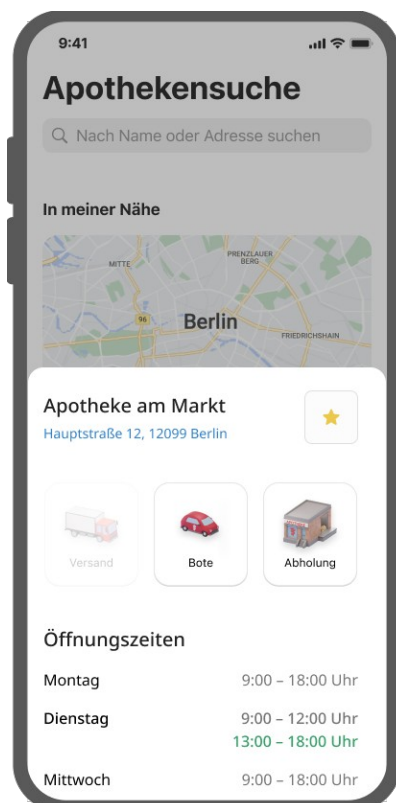 9:41
Apothekensuche
Nach Name oder Adresse suchen
In meiner Nähe
MITTE
PRENZLAUER
BERG
96
Berlin
FRIEDRICHSHAIN
Apotheke am Markt
Hauptstraße 12, 12099 Berlin
Versand
Bote
Abholung
Öffnungszeiten
Montag 9:00 – 18:00 Uhr
Dienstag 9:00 – 12:00 Uhr
13:00 – 18:00 Uhr
Mittwoch 9:00 – 18:00 Uhr